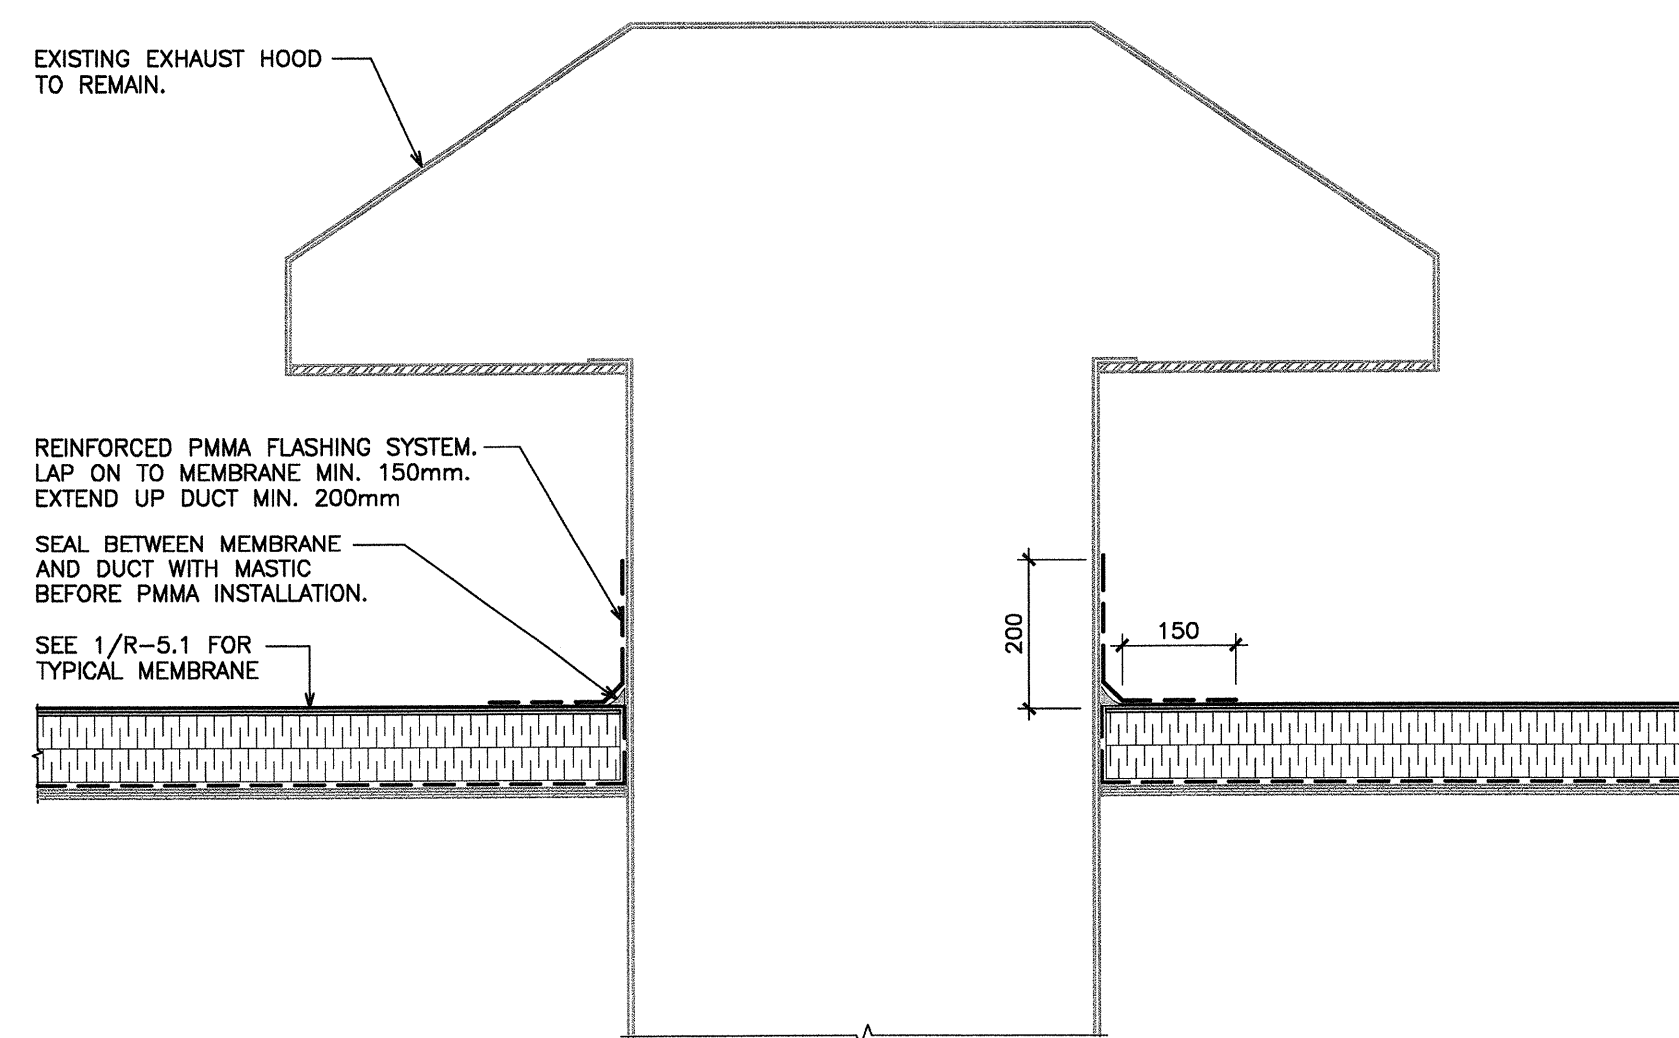 EXISTING EXHAUST HOOD
TO REMAIN.
REINFORCED PMMA FLASHING SYSTEM.
LAP ON TO MEMBRANE MIN. 150mm.
EXTEND UP DUCT MIN. 200mm
SEAL BETWEEN MEMBRANE
AND DUCT WITH MASTIC
BEFORE PMMA INSTALLATION.
SEE 1/R-5.1 FOR
TYPICAL MEMBRANE
200
150